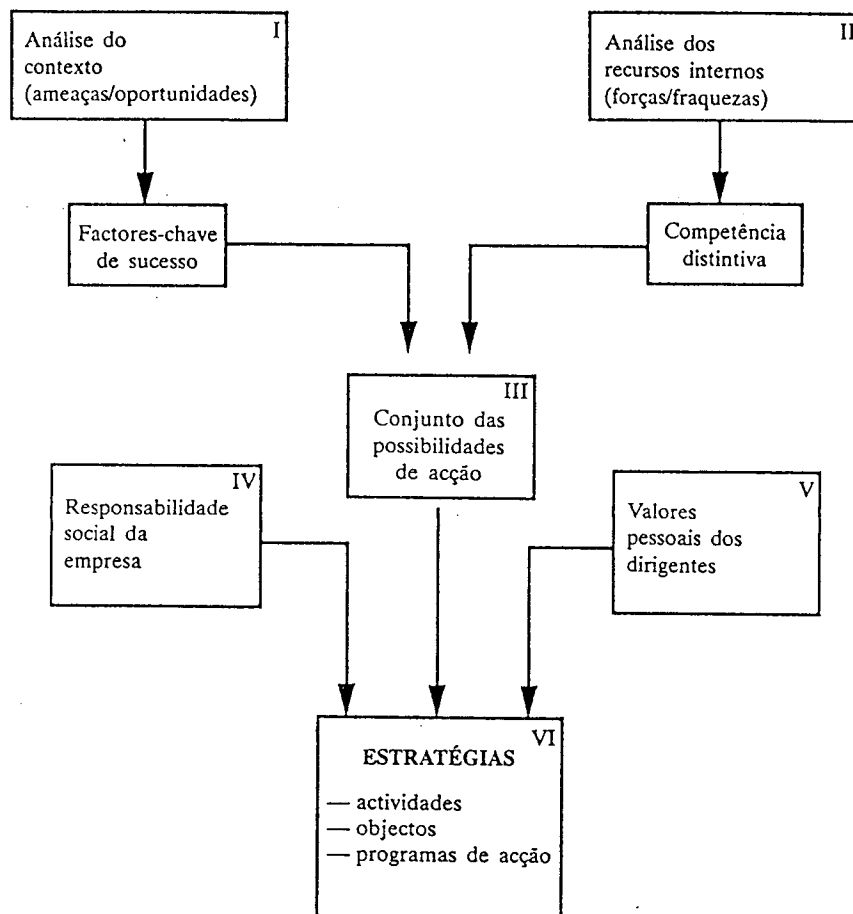 I
Análise do
contexto
(ameaças/oportunidades)
II
Análise dos
recursos internos
(forças/fraquezas)
Factores-chave
de sucesso
Competência
distintiva
III
Conjunto das
possibilidades
de acção
IV
Responsabilidade
social da
empresa
V
Valores
pessoais dos
dirigentes
VI
ESTRATÉGIAS
— actividades
— objectos
— programas de acção